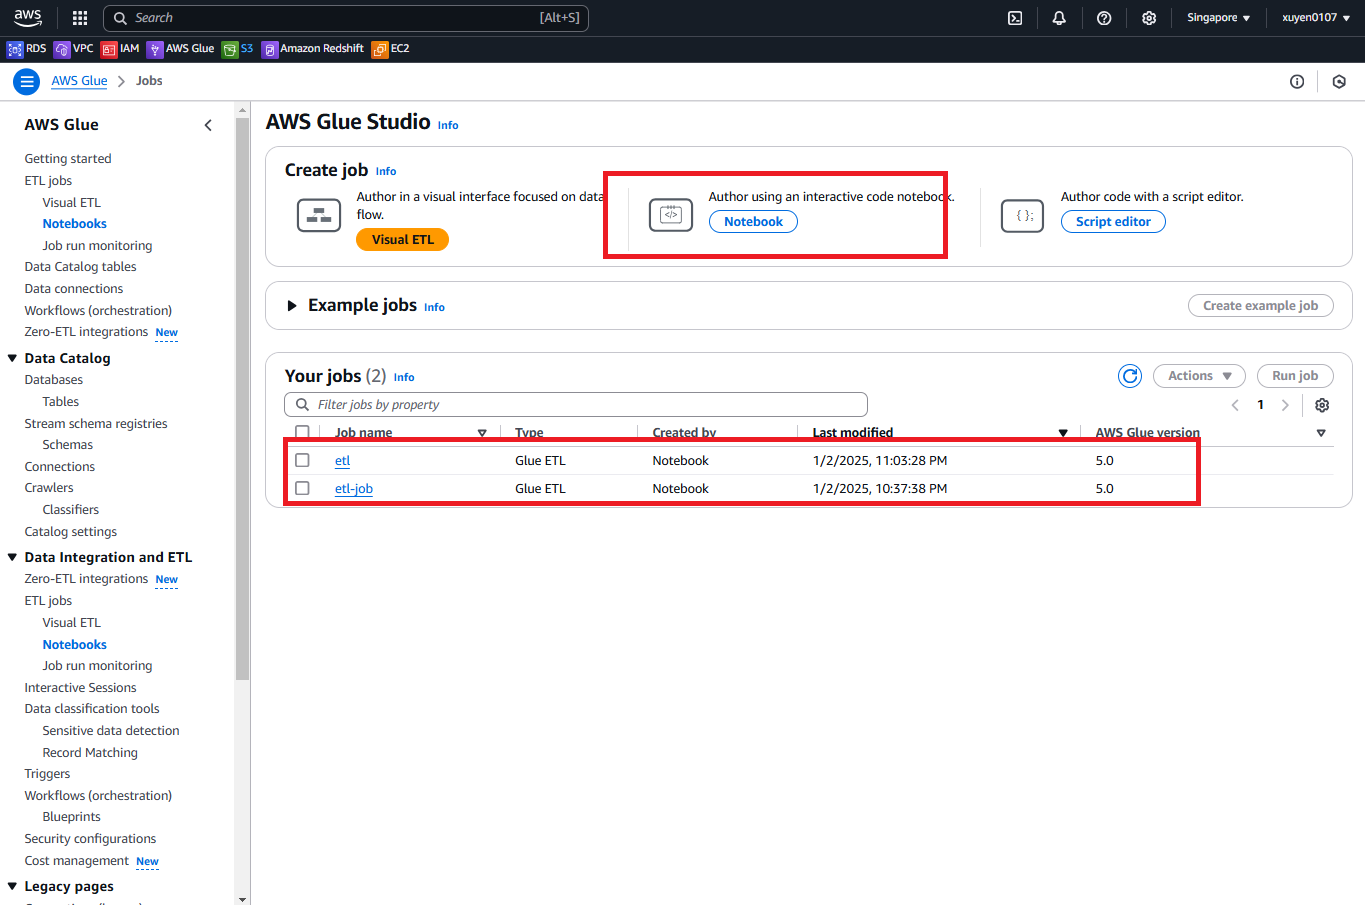 aws
Search [Alt+S]
Singapore
xuyen0107
RDS VPC IAM AWS Glue S3 Amazon Redshift EC2
AWS Glue Jobs
AWS Glue
Getting started
ETL jobs
Visual ETL
Notebooks
Job run monitoring
Data Catalog tables
Data connections
Workflows (orchestration)
Zero-ETL integrations New
Data Catalog
Databases
Tables
Stream schema registries
Schemas
Connections
Crawlers
Classifiers
Catalog settings
Data Integration and ETL
Zero-ETL integrations New
ETL jobs
Visual ETL
Notebooks
Job run monitoring
Interactive Sessions
Data classification tools
Sensitive data detection
Record Matching
Triggers
Workflows (orchestration)
Blueprints
Security configurations
Cost management New
Legacy pages
AWS Glue Studio Info
Create job Info
Author in a visual interface focused on data
flow.
Visual ETL
Author using an interactive code notebook.
Notebook
Author code with a script editor.
Script editor
Example jobs Info
Create example job
Your jobs (2) Info
Actions
Run job
Filter jobs by property
1
Job name Type Created by Last modified AWS Glue version
etl Glue ETL Notebook 1/2/2025, 11:03:28 PM 5.0
etl-job Glue ETL Notebook 1/2/2025, 10:37:38 PM 5.0